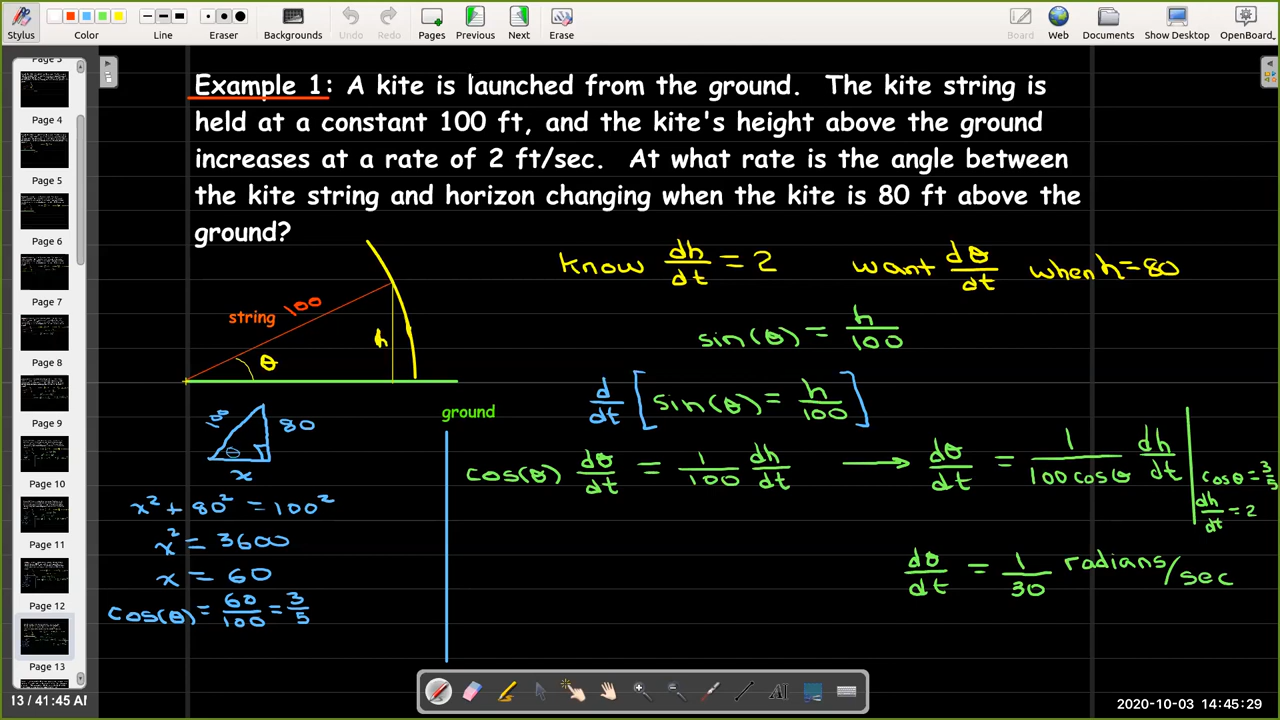 Stylus
Color
Line
Eraser
Backgrounds
Undo
Redo
Pages
Previous
Next
Erase
Board
Web
Documents
Show Desktop
OpenBoard
Page 3
Page 4
Page 5
Page 6
Page 7
Page 8
Page 9
Page 10
Page 11
Page 12
Page 13
Example 1: A kite is launched from the ground. The kite string is
held at a constant 100 ft, and the kite's height above the ground
increases at a rate of 2 ft/sec. At what rate is the angle between
the kite string and horizon changing when the kite is 80 ft above the
ground?
know dh/dt = 2 want dθ/dt when h=80
string 100
h
θ
ground
sin(θ) = h/100
d/dt [sin(θ) = h/100]
cos(θ) dθ/dt = 1/100 dh/dt → dθ/dt = 1/(100cosθ) dh/dt | cosθ=3/5
dh/dt = 2
dθ/dt = 1/30 radians/sec
100
80
θ
x
x² + 80² = 100²
x² = 3600
x = 60
cos(θ) = 60/100 = 3/5
13 / 41:45 AM
2020-10-03 14:45:29